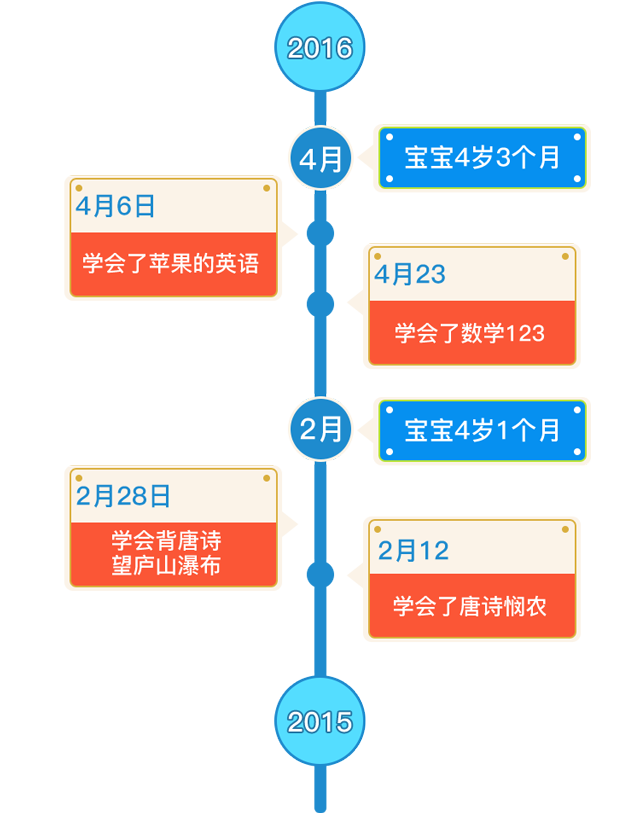 2016
4月
宝宝4岁3个月
4月6日
学会了苹果的英语
4月23
学会了数学123
2月
宝宝4岁1个月
2月28日
学会背唐诗
望庐山瀑布
2月12
学会了唐诗悯农
2015